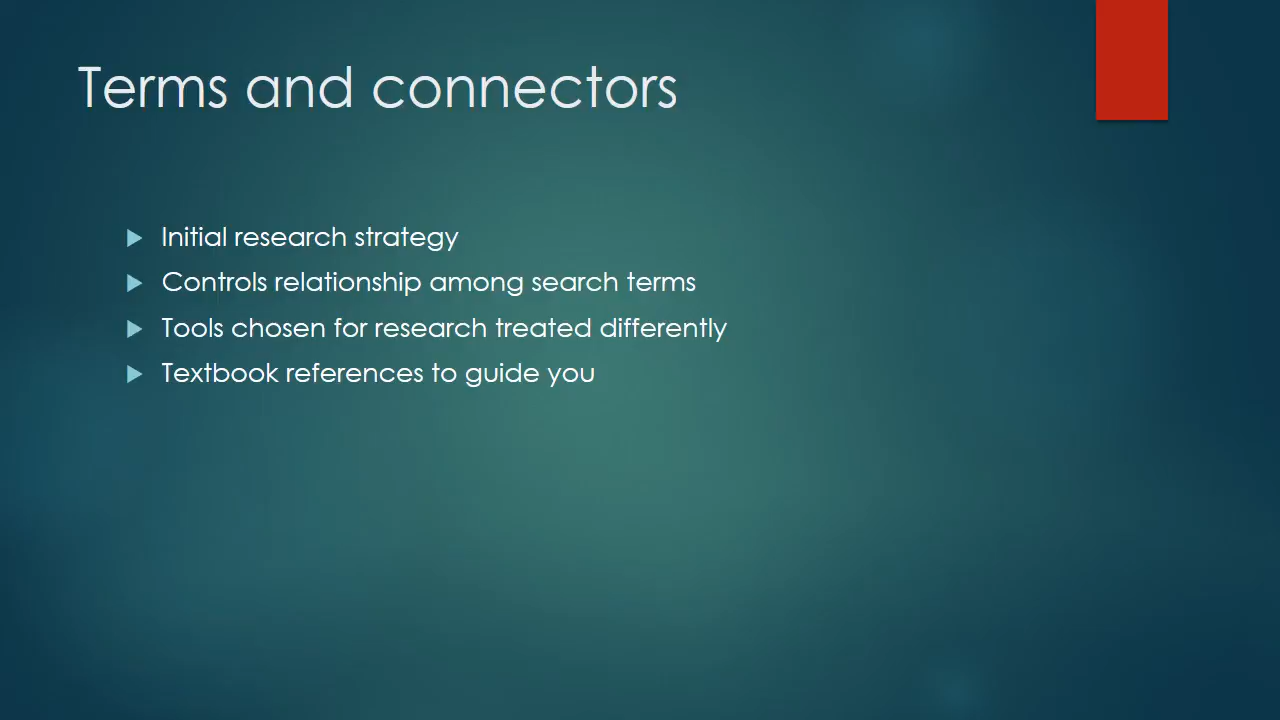 Terms and connectors
Initial research strategy
Controls relationship among search terms
Tools chosen for research treated differently
Textbook references to guide you